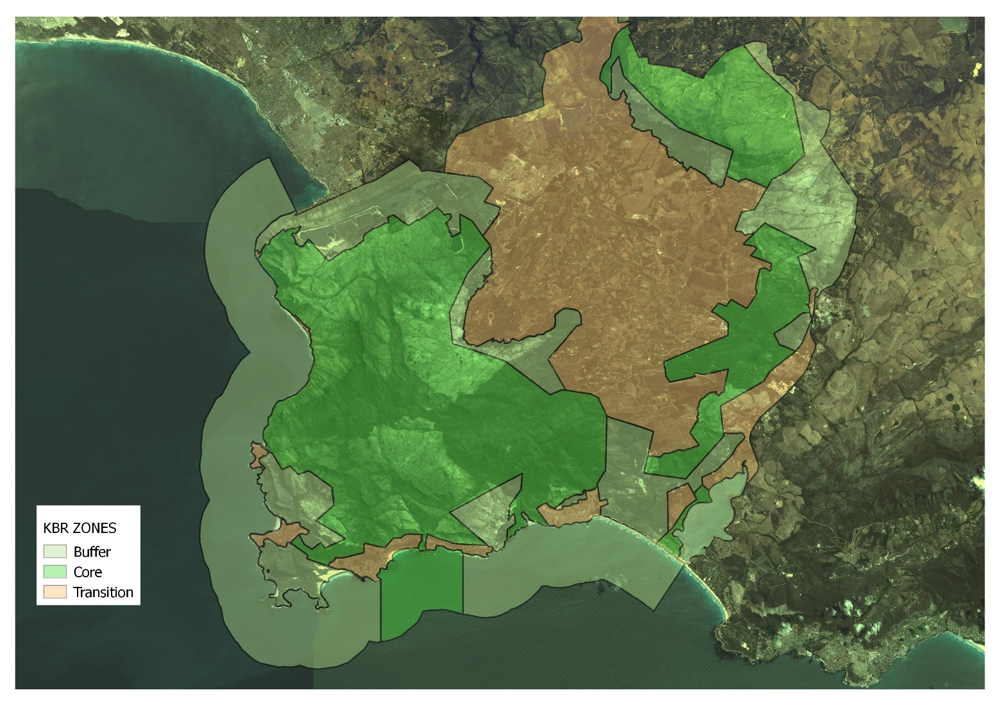 KBR ZONES
Buffer
Core
Transition